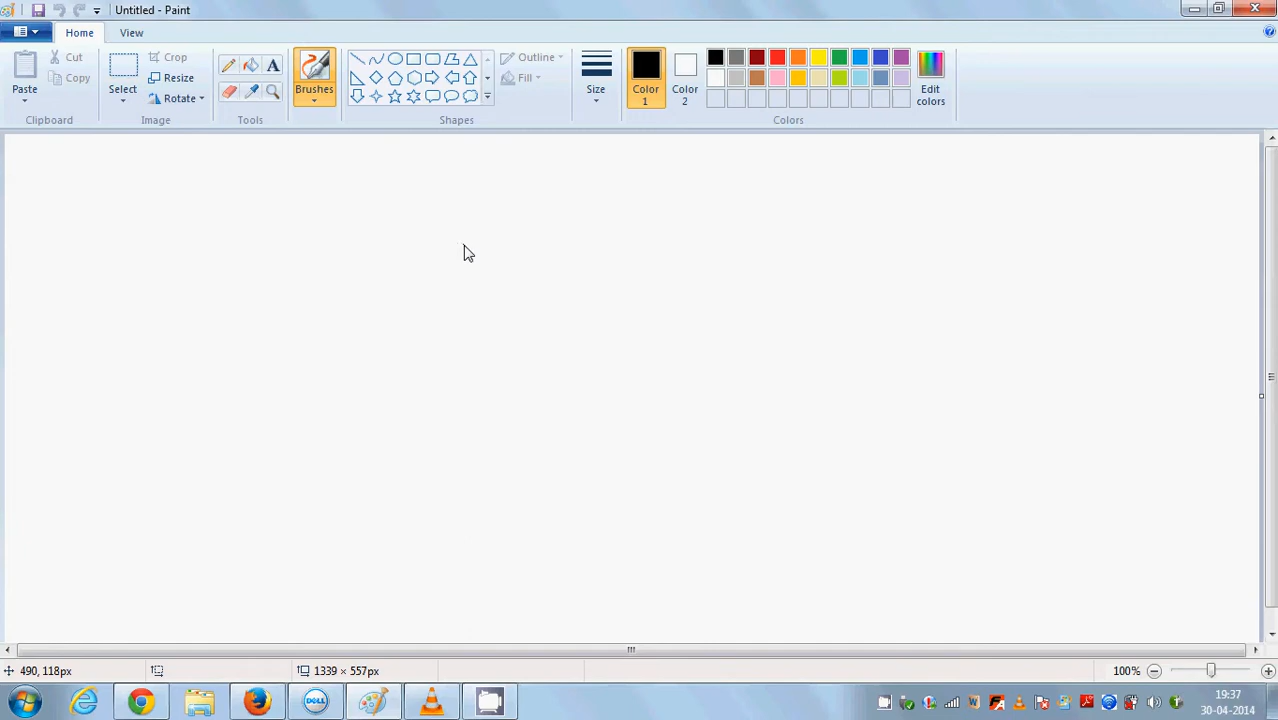 Untitled - Paint
Home View
Paste
Cut
Copy
Clipboard
Select
Crop
Resize
Rotate
Image
A
Tools
Brushes
Outline
Fill
Shapes
Size
Color 1
Color 2
Edit colors
Colors
490, 118px
1339 × 557px
100%
DELL
19:37
30-04-2014